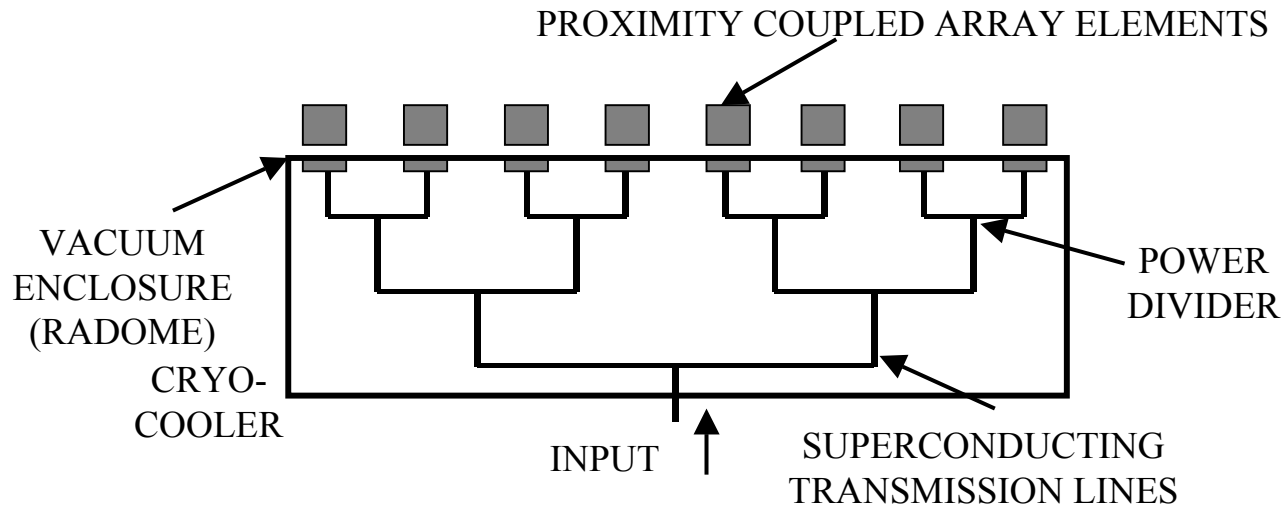 PROXIMITY COUPLED ARRAY ELEMENTS
VACUUM
ENCLOSURE
(RADOME)
POWER
DIVIDER
CRYO-
COOLER
INPUT
SUPERCONDUCTING
TRANSMISSION LINES